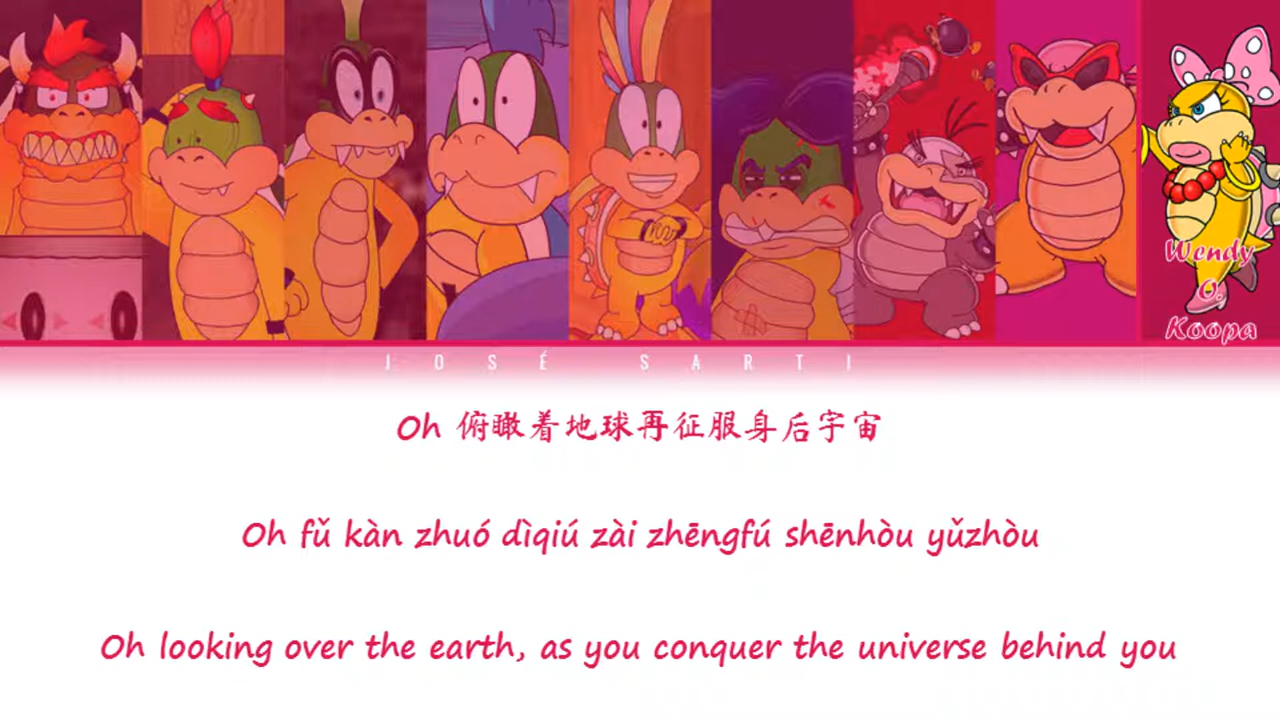 Wendy
O.
Koopa
JOSÉ SARTI
Oh 俯瞰着地球再征服身后宇宙
Oh fǔ kàn zhuó dìqiú zài zhēngfú shēnhòu yǔzhòu
Oh looking over the earth, as you conquer the universe behind you